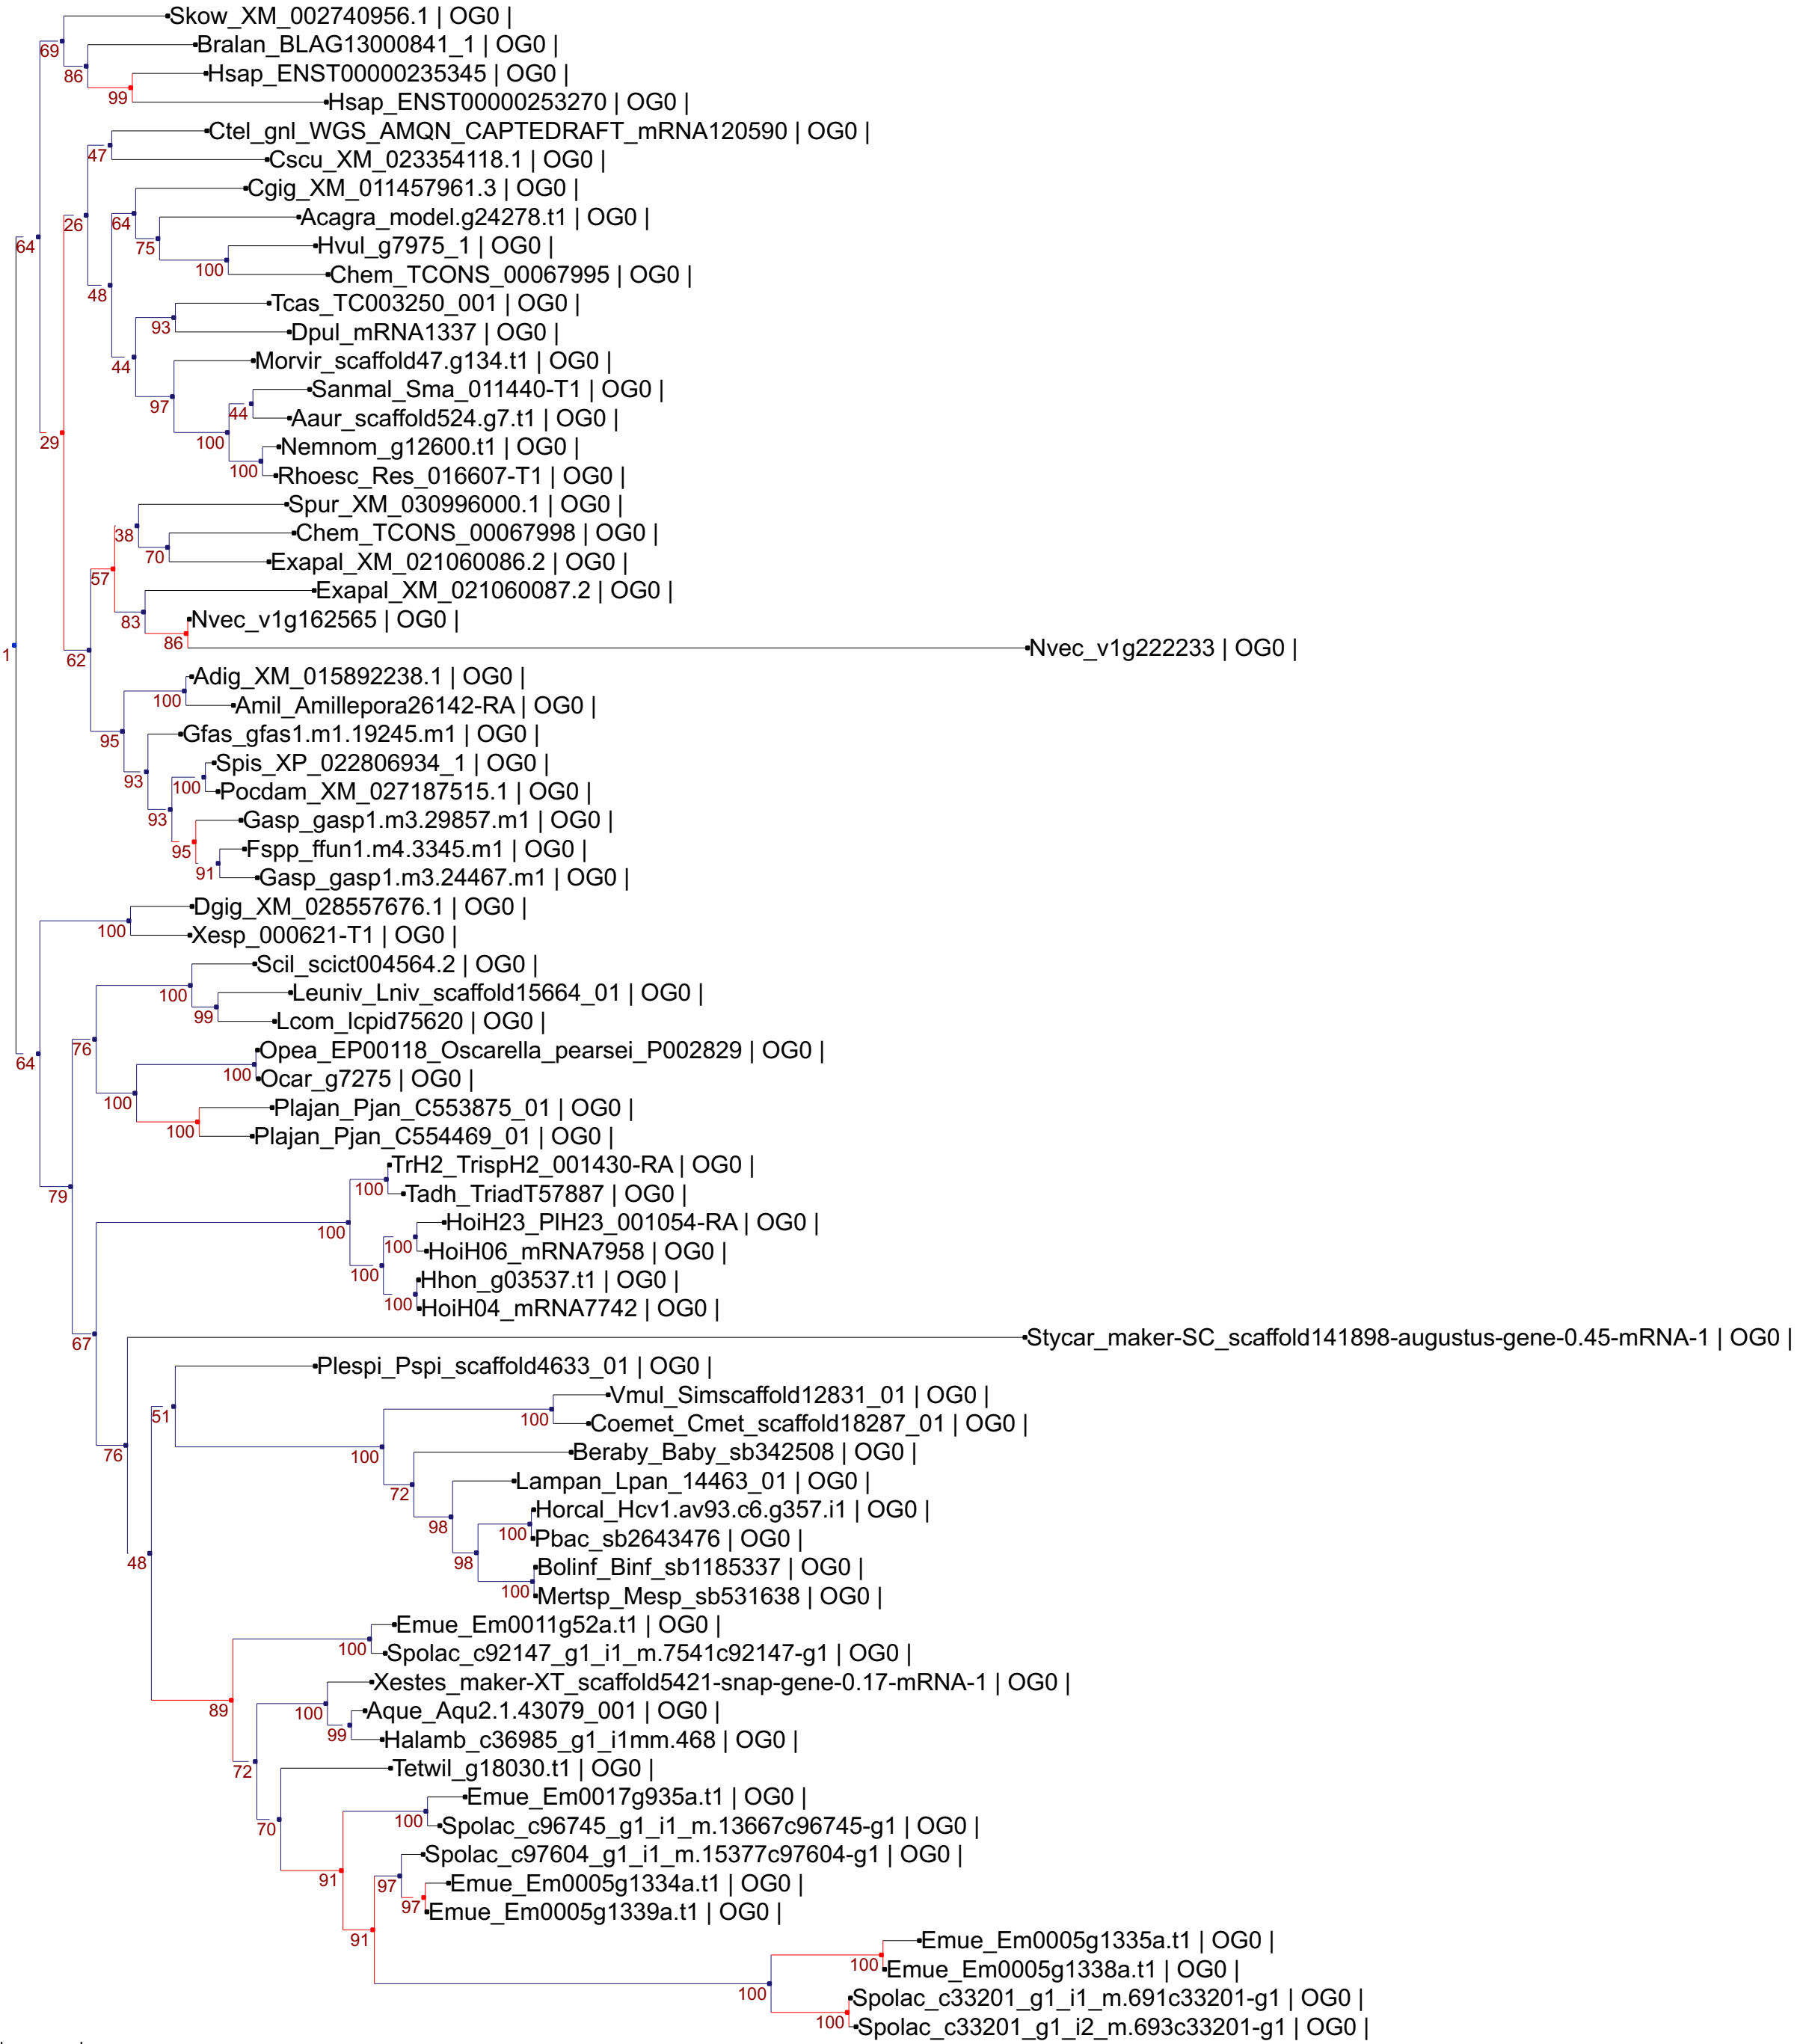 Skow_XM_002740956.1 | OG0 |
69
Bralan_BLAG13000841_1 | OG0 |
86
Hsap_ENST00000235345 | OG0 |
99
Hsap_ENST00000253270 | OG0 |
Ctel_gnl_WGS_AMQN_CAPTEDRAFT_mRNA120590 | OG0 |
47
Cscu_XM_023354118.1 | OG0 |
Cgig_XM_011457961.3 | OG0 |
26
64
Acagra_model.g24278.t1 | OG0 |
64
75
Hvul_g7975_1 | OG0 |
100
Chem_TCONS_00067995 | OG0 |
48
Tcas_TC003250_001 | OG0 |
93
Dpul_mRNA1337 | OG0 |
44
Morvir_scaffold47.g134.t1 | OG0 |
Sanmal_Sma_011440-T1 | OG0 |
97
44
Aaur_scaffold524.g7.t1 | OG0 |
29
100
Nemnom_g12600.t1 | OG0 |
100
Rhoesc_Res_016607-T1 | OG0 |
Spur_XM_030996000.1 | OG0 |
38
Chem_TCONS_00067998 | OG0 |
70
Exapal_XM_021060086.2 | OG0 |
57
Exapal_XM_021060087.2 | OG0 |
83
Nvec_v1g162565 | OG0 |
86
Nvec_v1g222233 | OG0 |
1
62
Adig_XM_015892238.1 | OG0 |
100
Amil_Amillepora26142-RA | OG0 |
95
Gfas_gfas1.m1.19245.m1 | OG0 |
Spis_XP_022806934_1 | OG0 |
93
100
Pocdam_XM_027187515.1 | OG0 |
93
Gasp_gasp1.m3.29857.m1 | OG0 |
95
Fspp_ffun1.m4.3345.m1 | OG0 |
91
Gasp_gasp1.m3.24467.m1 | OG0 |
Dgig_XM_028557676.1 | OG0 |
100
Xesp_000621-T1 | OG0 |
Scil_scict004564.2 | OG0 |
100
Leuniv_Lniv_scaffold15664_01 | OG0 |
99
Lcom_lcpid75620 | OG0 |
76
Opea_EP00118_Oscarella_pearsei_P002829 | OG0 |
64
100
Ocar_g7275 | OG0 |
100
Plajan_Pjan_C553875_01 | OG0 |
100
Plajan_Pjan_C554469_01 | OG0 |
TrH2_TrispH2_001430-RA | OG0 |
79
100
Tadh_TriadT57887 | OG0 |
100
HoiH23_PlH23_001054-RA | OG0 |
100
HoiH06_mRNA7958 | OG0 |
100
Hhon_g03537.t1 | OG0 |
100
HoiH04_mRNA7742 | OG0 |
67
Stycar_maker-SC_scaffold141898-augustus-gene-0.45-mRNA-1 | OG0 |
Plespi_Pspi_scaffold4633_01 | OG0 |
51
Vmul_Simscaffold12831_01 | OG0 |
100
Coemet_Cmet_scaffold18287_01 | OG0 |
76
100
Beraby_Baby_sb342508 | OG0 |
72
Lampan_Lpan_14463_01 | OG0 |
98
Horcal_Hcv1.av93.c6.g357.i1 | OG0 |
100
Pbac_sb2643476 | OG0 |
48
98
Bolinf_Binf_sb1185337 | OG0 |
100
Mertsp_Mesp_sb531638 | OG0 |
Emue_Em0011g52a.t1 | OG0 |
100
Spolac_c92147_g1_i1_m.7541c92147-g1 | OG0 |
Xestes_maker-XT_scaffold5421-snap-gene-0.17-mRNA-1 | OG0 |
89
100
Aque_Aqu2.1.43079_001 | OG0 |
99
Halamb_c36985_g1_i1mm.468 | OG0 |
72
Tetwil_g18030.t1 | OG0 |
Emue_Em0017g935a.t1 | OG0 |
70
100
Spolac_c96745_g1_i1_m.13667c96745-g1 | OG0 |
Spolac_c97604_g1_i1_m.15377c97604-g1 | OG0 |
91
97
Emue_Em0005g1334a.t1 | OG0 |
97
Emue_Em0005g1339a.t1 | OG0 |
91
Emue_Em0005g1335a.t1 | OG0 |
100
Emue_Em0005g1338a.t1 | OG0 |
100
Spolac_c33201_g1_i1_m.691c33201-g1 | OG0 |
100
Spolac_c33201_g1_i2_m.693c33201-g1 | OG0 |